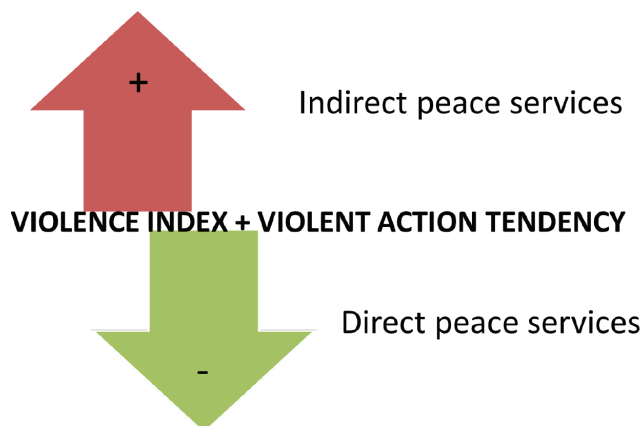 +
Indirect peace services
VIOLENCE INDEX + VIOLENT ACTION TENDENCY
Direct peace services
-